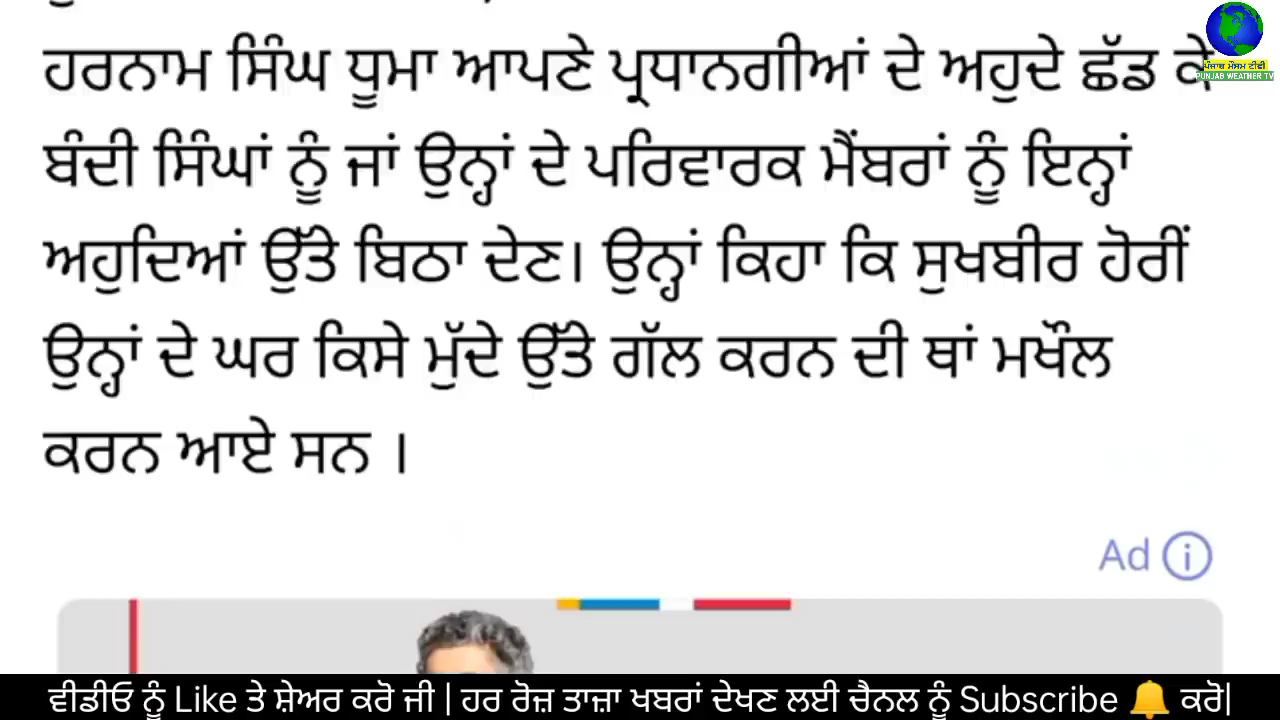 ਹਰਨਾਮ ਸਿੰਘ ਧੂਮਾ ਆਪਣੇ ਪ੍ਰਧਾਨਗੀਆਂ ਦੇ ਅਹੁਦੇ ਛੱਡ ਕੇ
ਬੰਦੀ ਸਿੰਘਾਂ ਨੂੰ ਜਾਂ ਉਨ੍ਹਾਂ ਦੇ ਪਰਿਵਾਰਕ ਮੈਂਬਰਾਂ ਨੂੰ ਇਨ੍ਹਾਂ
ਅਹੁਦਿਆਂ ਉੱਤੇ ਬਿਠਾ ਦੇਣ। ਉਨ੍ਹਾਂ ਕਿਹਾ ਕਿ ਸੁਖਬੀਰ ਹੋਰੀਂ
ਉਨ੍ਹਾਂ ਦੇ ਘਰ ਕਿਸੇ ਮੁੱਦੇ ਉੱਤੇ ਗੱਲ ਕਰਨ ਦੀ ਥਾਂ ਮਖੌਲ
ਕਰਨ ਆਏ ਸਨ ।
ਪੰਜਾਬ ਮੌਸਮ ਟੀਵੀ
PUNJAB WEATHER TV
Ad
ਵੀਡੀਓ ਨੂੰ Like ਤੇ ਸ਼ੇਅਰ ਕਰੋ ਜੀ | ਹਰ ਰੋਜ਼ ਤਾਜ਼ਾ ਖਬਰਾਂ ਦੇਖਣ ਲਈ ਚੈਨਲ ਨੂੰ Subscribe 🔔 ਕਰੋ|